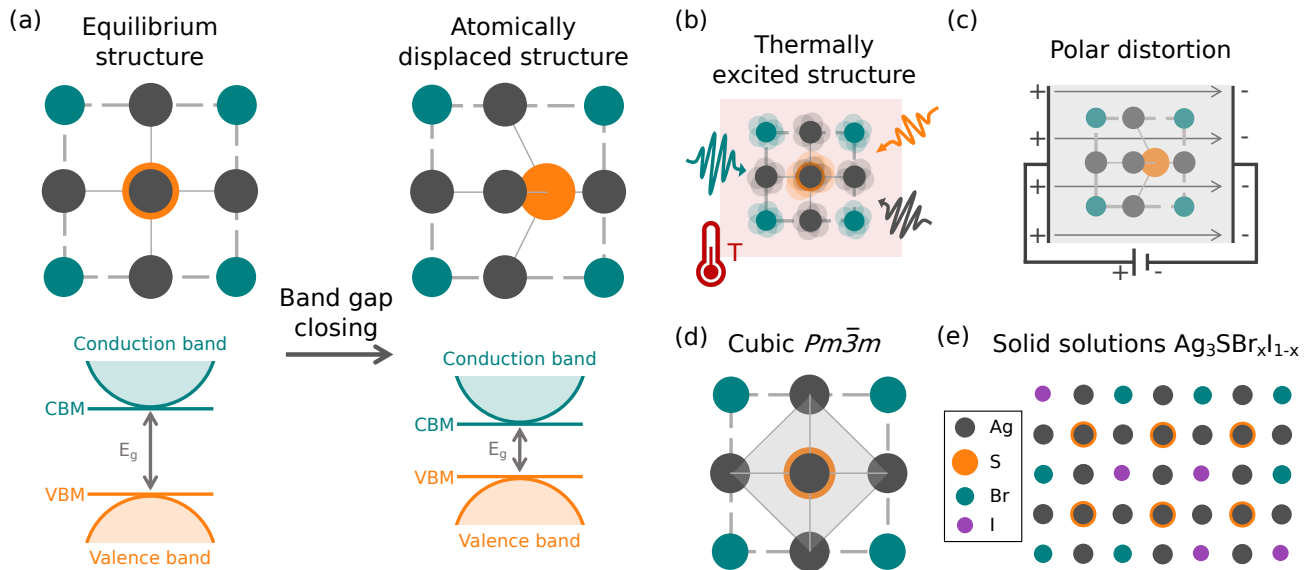 (a)
Equilibrium
structure
Atomically
displaced structure
Band gap
closing
Conduction band
CBM
E_g
VBM
Valence band
Conduction band
CBM
E_g
VBM
Valence band
(b)
Thermally
excited structure
T
(c)
Polar distortion
+ -
+ -
+ -
+ -
+ -
(d)
Cubic Pm3̅m
(e)
Solid solutions Ag₃SBrₓI₁₋ₓ
Ag
S
Br
I